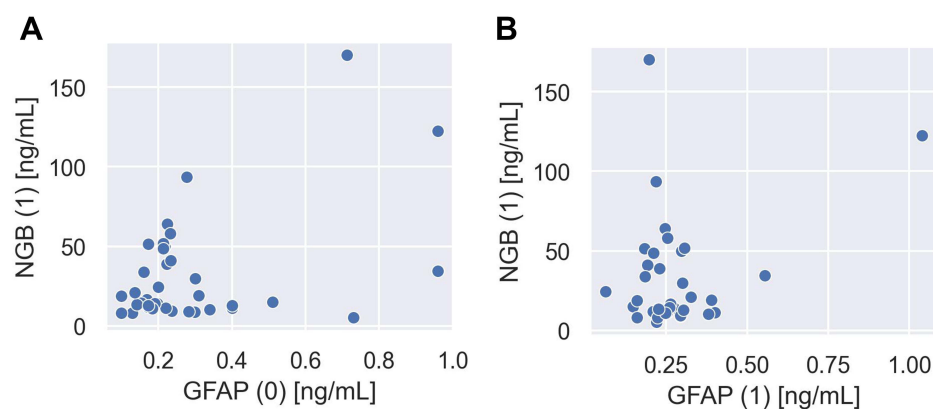 A
NGB (1) [ng/mL]
150
100
50
0
0.2 0.4 0.6 0.8 1.0
GFAP (0) [ng/mL]
B
NGB (1) [ng/mL]
150
100
50
0
0.25 0.50 0.75 1.00
GFAP (1) [ng/mL]